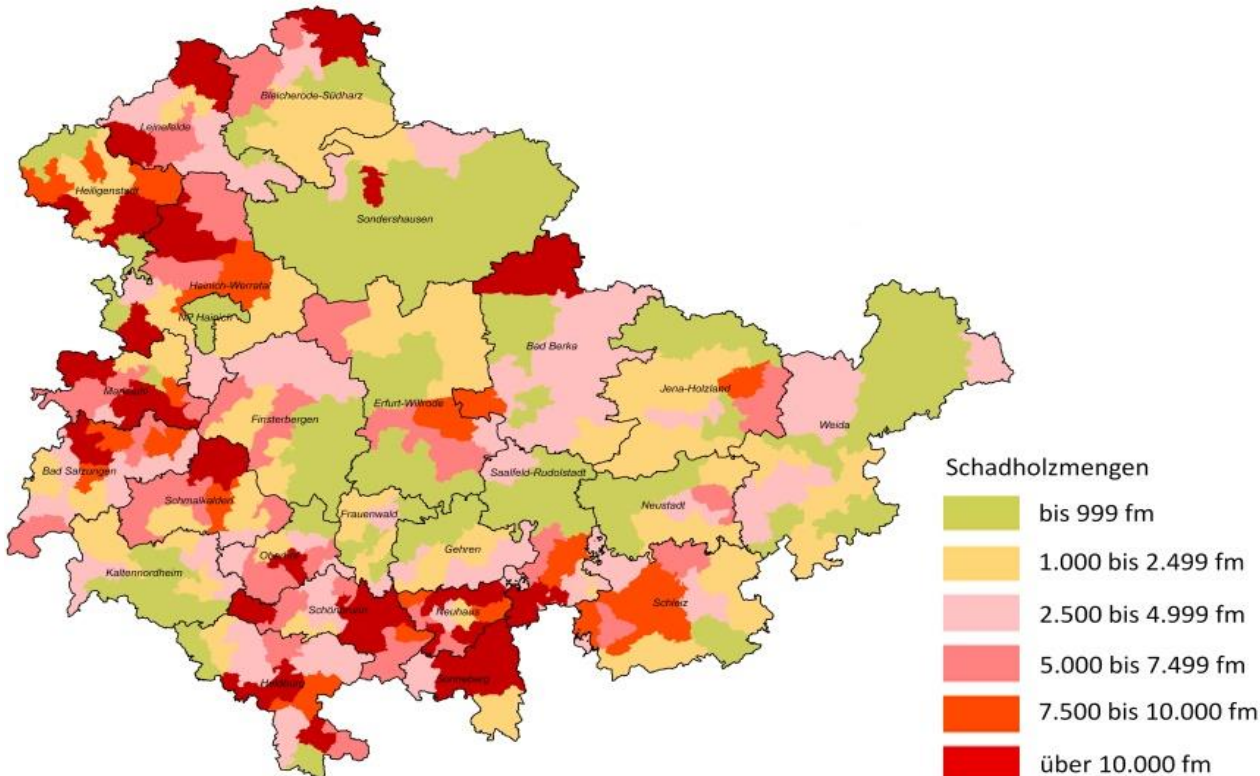 Bleicherode-Südharz
Leinefelde
Heiligenstadt
Sondershausen
Hainich-Werratal
NP Hainich
Bad Berka
Marksuhl
Jena-Holzland
Finsterbergen
Erfurt-Willrode
Weida
Bad Salzungen
Saalfeld-Rudolstadt
Schmalkalden
Frauenwald
Neustadt
Gehren
Kaltennordheim
Schleiz
Schönbrunn
Neuhaus
Heldburg
Sonneberg
Schadholzmengen
bis 999 fm
1.000 bis 2.499 fm
2.500 bis 4.999 fm
5.000 bis 7.499 fm
7.500 bis 10.000 fm
über 10.000 fm